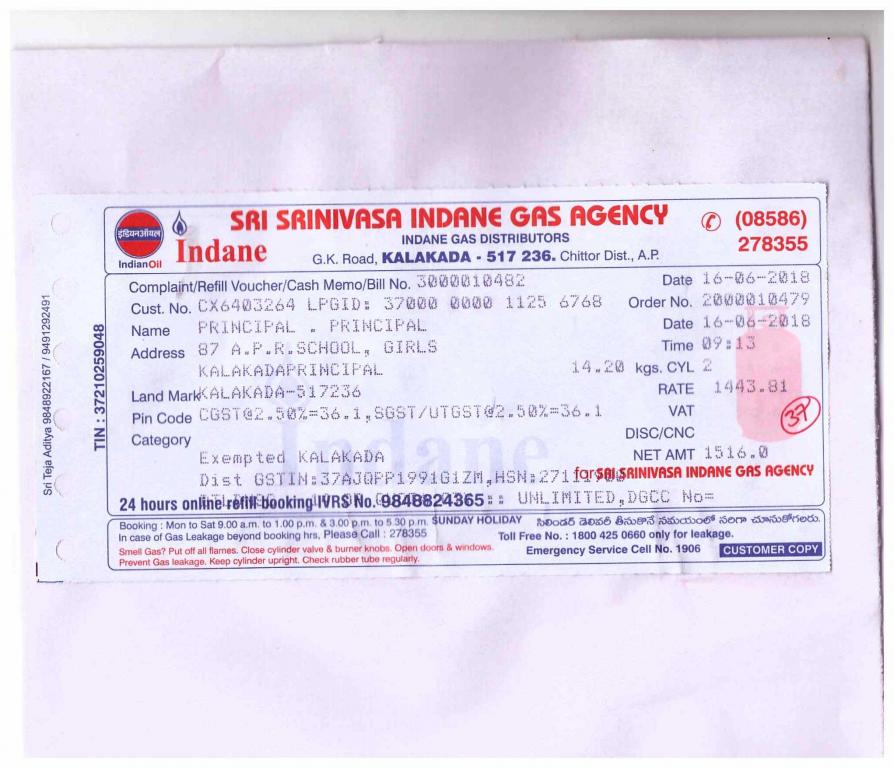 SRI SRINIVASA INDANE GAS AGENCY
(08586) 278355
इंडियनऑयल
IndianOil
Indane
INDANE GAS DISTRIBUTORS
G.K. Road, KALAKADA - 517 236. Chittor Dist., A.P.
Complaint/Refill Voucher/Cash Memo/Bill No. 3000010482 Date 16-06-2018
Cust. No. CX6403264 LPGID: 37000 0000 1125 6768 Order No. 2000010479
Name PRINCIPAL . PRINCIPAL Date 16-06-2018
Address 87 A.P.R.SCHOOL, GIRLS Time 09:13
KALAKADAPRINCIPAL 14.20 kgs. CYL 2
Land Mark KALAKADA-517236 RATE 1443.81
Pin Code CGST@2.50%=36.1,SGST/UTGST@2.50%=36.1 VAT
37
Category DISC/CNC
Exempted KALAKADA NET AMT 1516.0
Dist GSTIN:37AJQPP1991G1ZM,HSN:27111900
for SRI SRINIVASA INDANE GAS AGENCY
24 hours online refill booking IVRS No. 9848824365:: UNLIMITED,DGCC No=
Booking : Mon to Sat 9.00 a.m. to 1.00 p.m. & 3.00 p.m. to 5.30 p.m. SUNDAY HOLIDAY
సిలిండర్ డెలివరీ తీసుకొనే సమయంలో సరిగా చూసుకోగలరు.
In case of Gas Leakage beyond booking hrs, Please Call : 278355
Toll Free No. : 1800 425 0660 only for leakage.
Smell Gas? Put off all flames. Close cylinder valve & burner knobs. Open doors & windows.
Emergency Service Cell No. 1906
CUSTOMER COPY
Prevent Gas leakage. Keep cylinder upright. Check rubber tube regularly.
TIN : 37210259048
Sri Teja Aditya 9848922167 / 9491292491